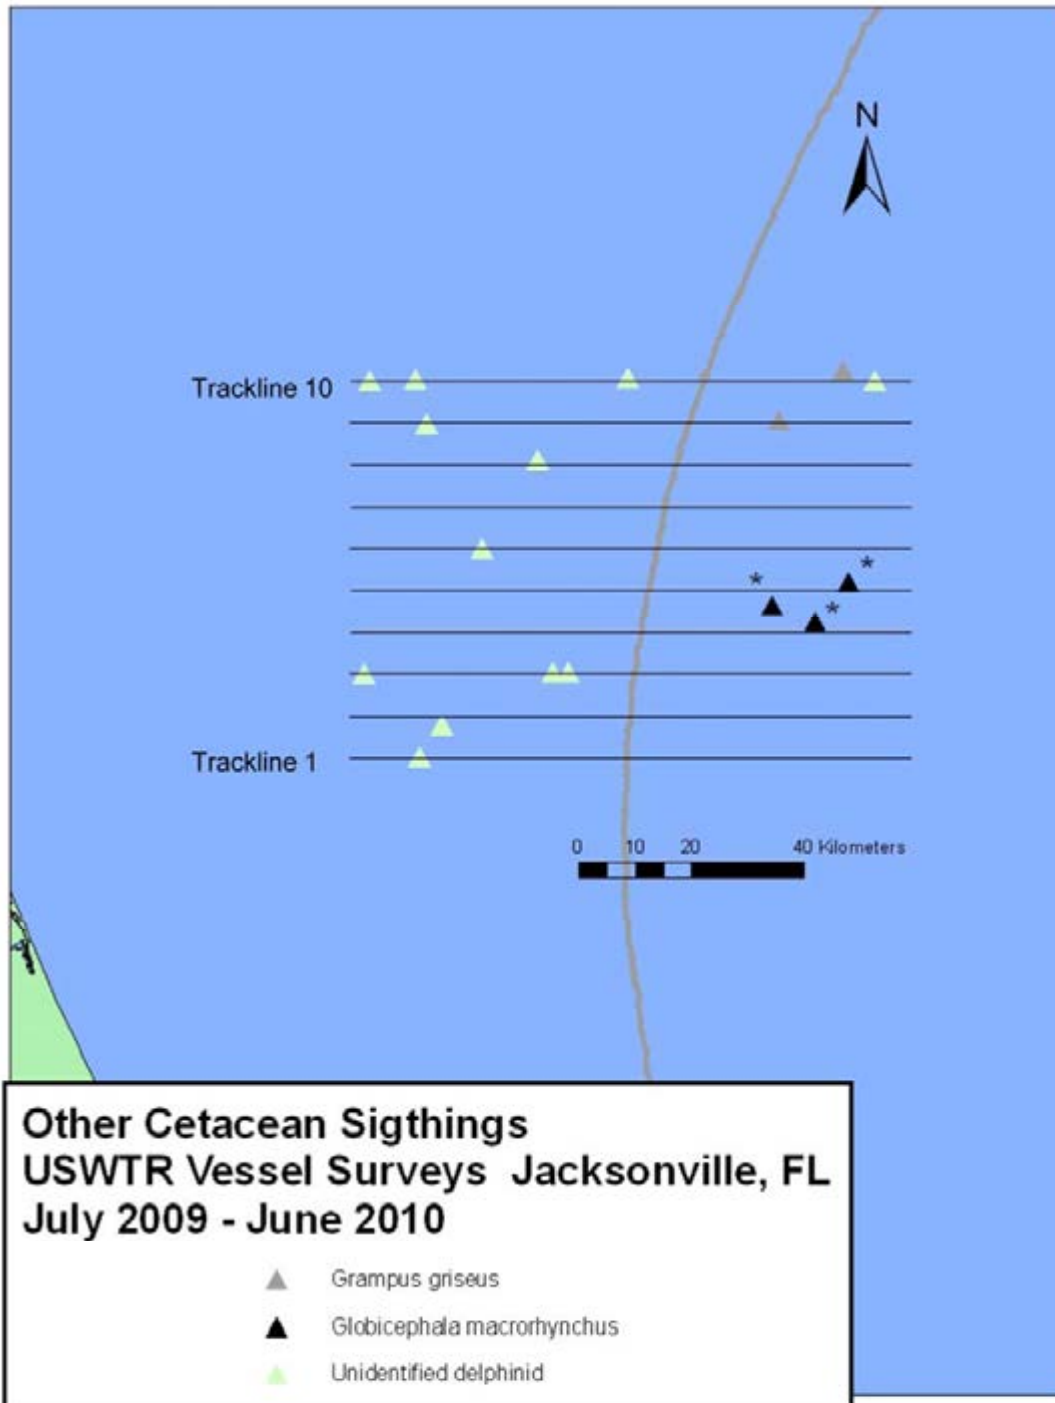 N
Trackline 10
*
*
*
Trackline 1
0 10 20 40 Kilometers
Other Cetacean Sigthings
USWTR Vessel Surveys Jacksonville, FL
July 2009 - June 2010
Grampus griseus
Globicephala macrorhynchus
Unidentified delphinid